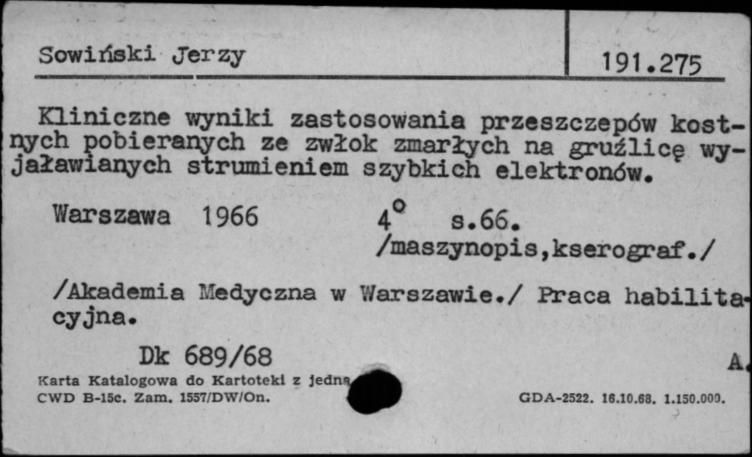 Sowiński Jerzy
191.275
Kliniczne wyniki zastosowania przeszczepów kost-
nych pobieranych ze zwłok zmarłych na gruźlicę wy-
jaławianych strumieniem szybkich elektronów.
Warszawa 1966 4° s.66.
/maszynopis,kserograf./
/Akademia Medyczna w Warszawie./ Praca habilita-
cyjna.
Dk 689/68
A.
Karta Katalogowa do Kartoteki z jedną
CWD B-15c. Zam. 1557/DW/On.
GDA-2522. 16.10.68. 1.150.000.